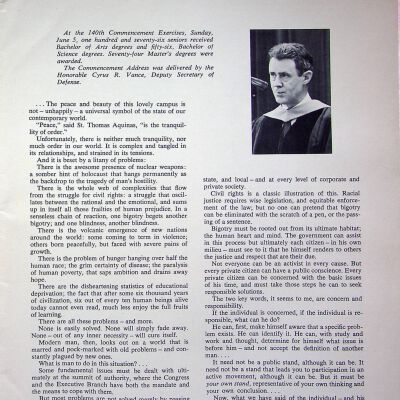 At the 140th Commencement Exercises, Sunday,
June 5, one hundred and seventy-six seniors received
Bachelor of Arts degrees and fifty-six, Bachelor of
Science degrees. Seventy-four Master's degrees were
awarded.
The Commencement Address was delivered by the
Honorable Cyrus R. Vance, Deputy Secretary of
Defense.
. . . The peace and beauty of this lovely campus is
not – unhappily – a universal symbol of the state of our
contemporary world.
"Peace," said St. Thomas Aquinas, "is the tranquil-
lity of order."
Unfortunately, there is neither much tranquility, nor
much order in our world. It is complex and tangled in
its relationships, and strained in its tensions.
And it is beset by a litany of problems:
There is the awesome presence of nuclear weapons:
a somber hint of holocaust that hangs permanently as
the backdrop to the tragedy of man's hostility.
There is the whole web of complexities that flow
from the struggle for civil rights: a struggle that oscil-
lates between the rational and the emotional, and sums
up in itself all those frailties of human prejudice. In a
senseless chain of reaction, one bigotry begets another
bigotry; and one blindness, another blindness.
There is the volcanic emergence of new nations
around the world: some coming to term in violence;
others born peacefully, but faced with severe pains of
growth.
There is the problem of hunger hanging over half the
human race; the grim certainty of disease; the paralysis
of human poverty, that saps ambition and drains away
hope.
There are the disheartening statistics of educational
deprivation; the fact that after some six thousand years
of civilization, six out of every ten human beings alive
today cannot even read, much less enjoy the full fruits
of learning.
There are all these problems – and more.
None is easily solved. None will simply fade away.
None – out of any inner necessity – will cure itself.
Modern man, then, looks out on a world that is
scarred and pock-marked with old problems – and con-
stantly plagued by new ones.
What is man to do in this situation? . . .
Some fundamental issues must be dealt with ulti-
mately at the summit of authority, where the Congress
and the Executive Branch have both the mandate and
the means to cope with them.
But most problems are not solved merely by passing
state, and local – and at every level of corporate and
private society.
Civil rights is a classic illustration of this. Racial
justice requires wise legislation, and equitable enforce-
ment of the law, but no one can pretend that bigotry
can be eliminated with the scratch of a pen, or the pass-
ing of a sentence.
Bigotry must be rooted out from its ultimate habitat;
the human heart and mind. The government can assist
in this process but ultimately each citizen – in his own
milieu – must see to it that he himself renders to others
the justice and respect that are their due.
Not everyone can be an activist in every cause. But
every private citizen can have a public conscience. Every
private citizen can be concerned with the basic issues
of his time, and must take those steps he can to seek
responsible solutions.
The two key words, it seems to me, are concern and
responsibility.
If the individual is concerned, if the individual is re-
sponsible, what can he do?
He can, first, make himself aware that a specific prob-
lem exists. He can identify it. He can, with study and
work and thought, determine for himself what issue is
before him – and not accept the definition of another
man. . . .
It need not be a public stand, although it can be. It
need not be a stand that leads you to participation in an
active movement, although it can be. But it must be
your own stand, representative of your own thinking and
your own conclusion. . . .
Now, what we have said of the individual – and his